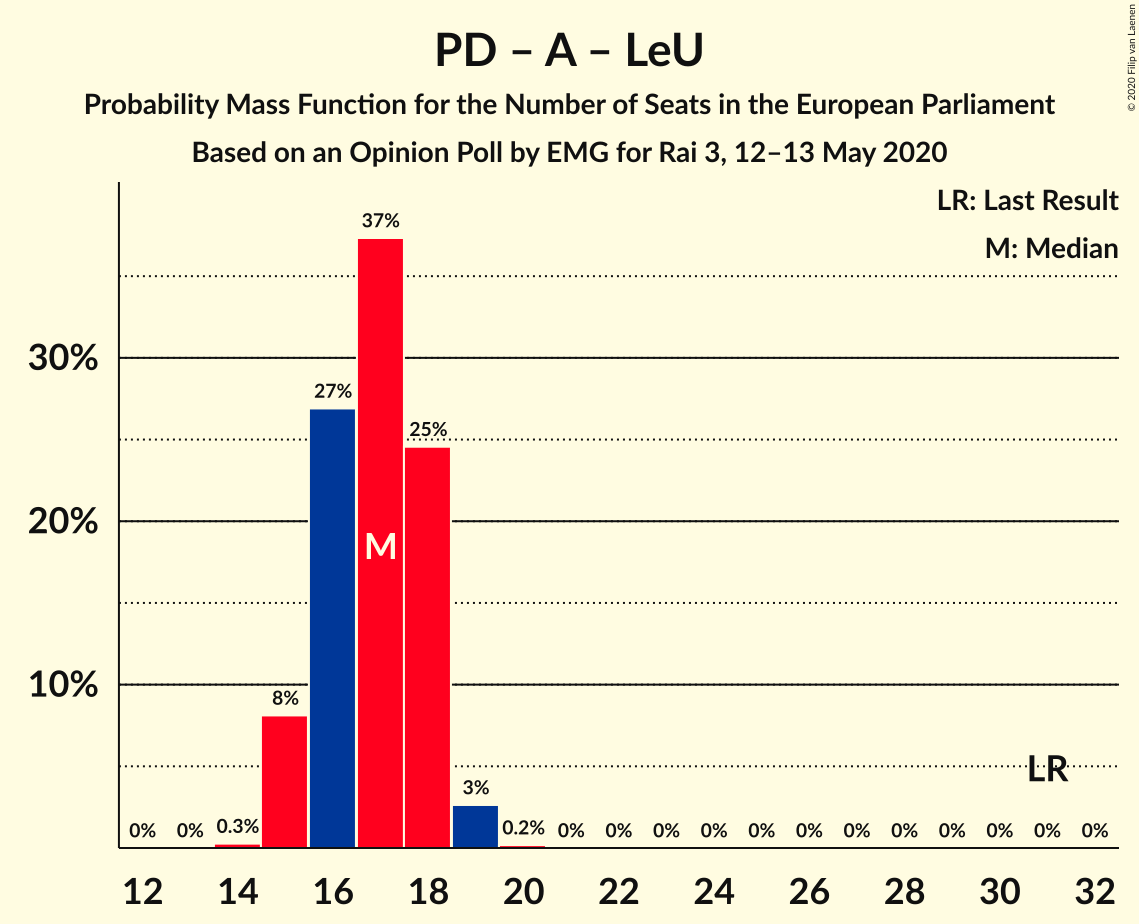 PD – A – LeU
Probability Mass Function for the Number of Seats in the European Parliament
Based on an Opinion Poll by EMG for Rai 3, 12–13 May 2020
© 2020 Filip van Laenen
LR: Last Result
M: Median
37%
30%
27%
25%
20%
M
10%
8%
LR
3%
0% 0% 0.3% 0.2% 0% 0% 0% 0% 0% 0% 0% 0% 0% 0% 0% 0%
12 14 16 18 20 22 24 26 28 30 32